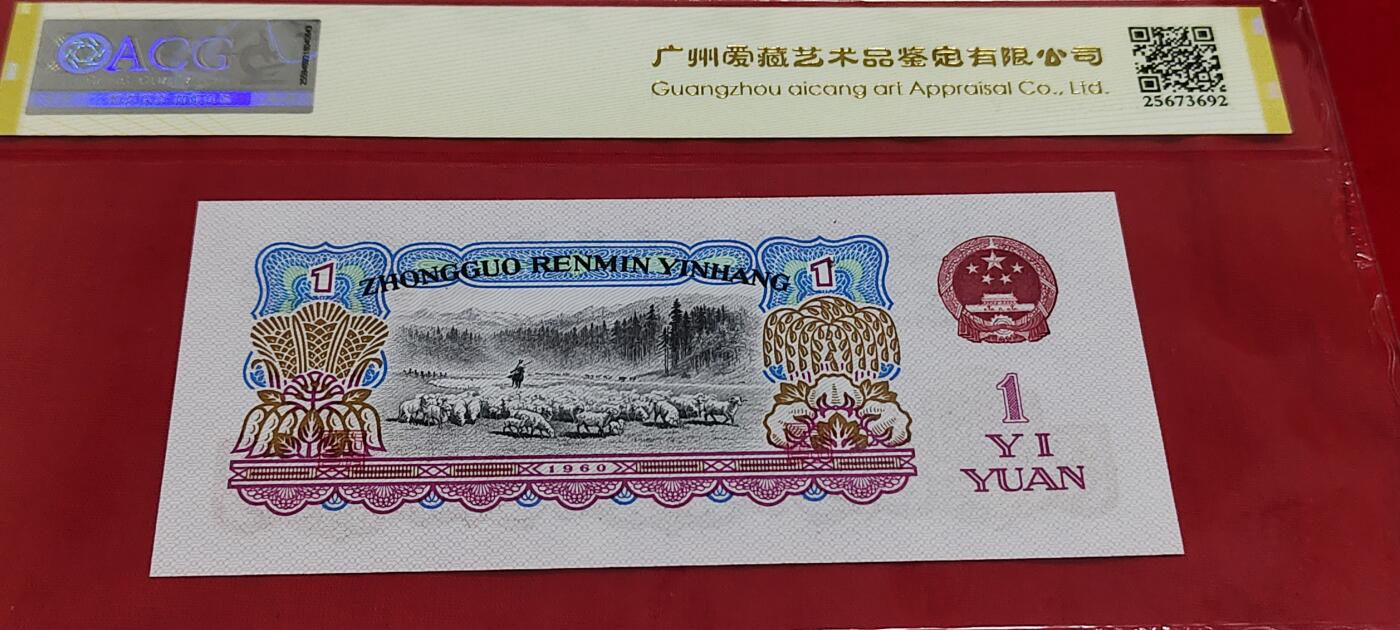 ACG
广州爱藏艺术品鉴定有限公司
Guangzhou aicang art Appraisal Co., Ltd.
25673692
1 ZHONGGUO RENMIN YINHANG 1
1960
1
YI
YUAN